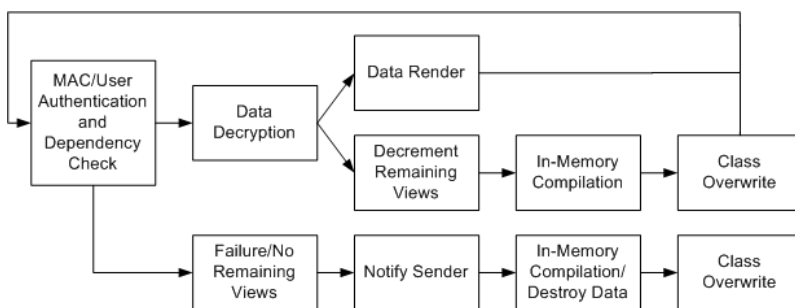 MAC/User
Authentication
and
Dependency
Check
Data
Decryption
Data Render
Decrement
Remaining
Views
In-Memory
Compilation
Class
Overwrite
Failure/No
Remaining
Views
Notify Sender
In-Memory
Compilation/
Destroy Data
Class
Overwrite